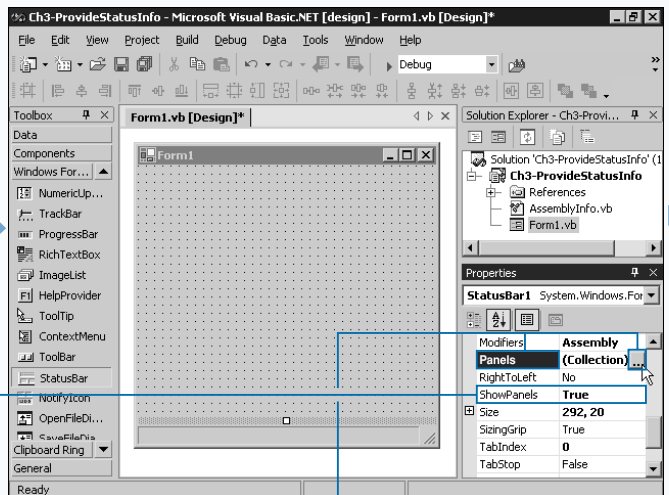 Ch3-ProvideStatusInfo - Microsoft Visual Basic.NET [design] - Form1.vb [Design]*
File Edit View Project Build Debug Data Tools Window Help
Debug
Toolbox
Form1.vb [Design]*
Solution Explorer - Ch3-Provi...
Data
Components
Windows For...
NumericUp...
TrackBar
ProgressBar
RichTextBox
ImageList
HelpProvider
ToolTip
ContextMenu
ToolBar
StatusBar
NotifyIcon
OpenFileDi...
SaveFileDia
Clipboard Ring
General
Form1
Solution 'Ch3-ProvideStatusInfo' (1
Ch3-ProvideStatusInfo
References
AssemblyInfo.vb
Form1.vb
Properties
StatusBar1 System.Windows.For
Modifiers Assembly
Panels (Collection) ...
RightToLeft No
ShowPanels True
Size 292, 20
SizingGrip True
TabIndex 0
TabStop False
Ready